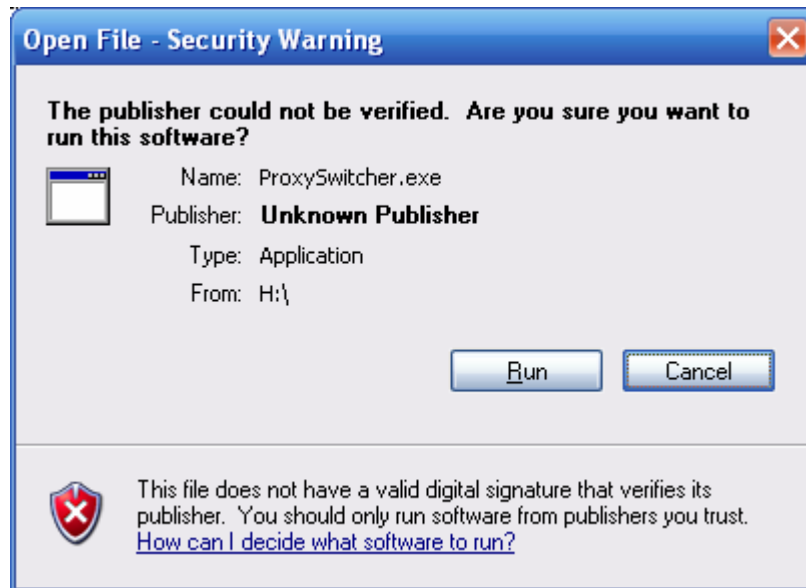 Open File - Security Warning
The publisher could not be verified. Are you sure you want to
run this software?
Name: ProxySwitcher.exe
Publisher: Unknown Publisher
Type: Application
From: H:\
Run Cancel
This file does not have a valid digital signature that verifies its
publisher. You should only run software from publishers you trust.
How can I decide what software to run?